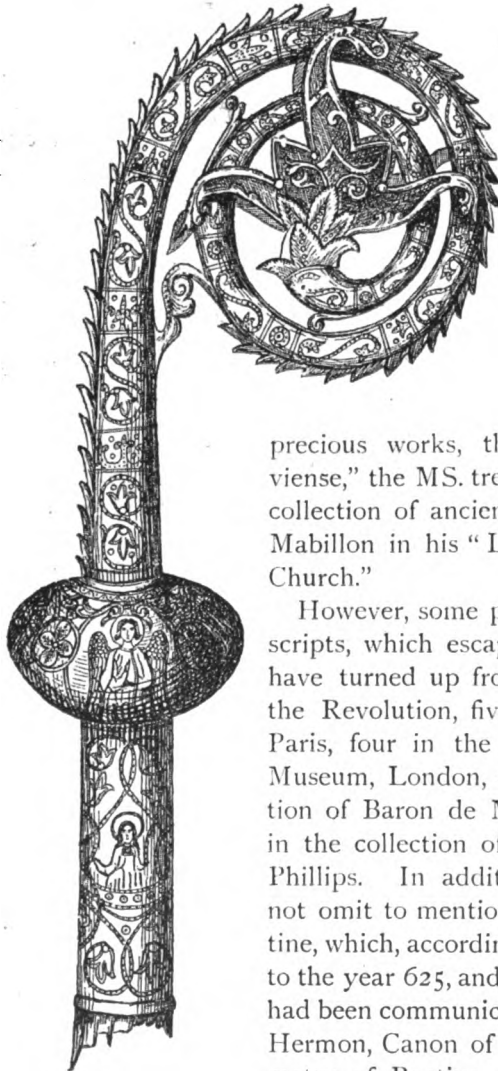 precious works, th
viense,” the MS. tre
collection of ancien
Mabillon in his “ L
Church.”
However, some p
scripts, which escap
have turned up fro
the Revolution, fiv
Paris, four in the
Museum, London,
tion of Baron de N
in the collection o
Phillips. In addit
not omit to mentio
tine, which, accordin
to the year 625, and
had been communic
Hermon, Canon of